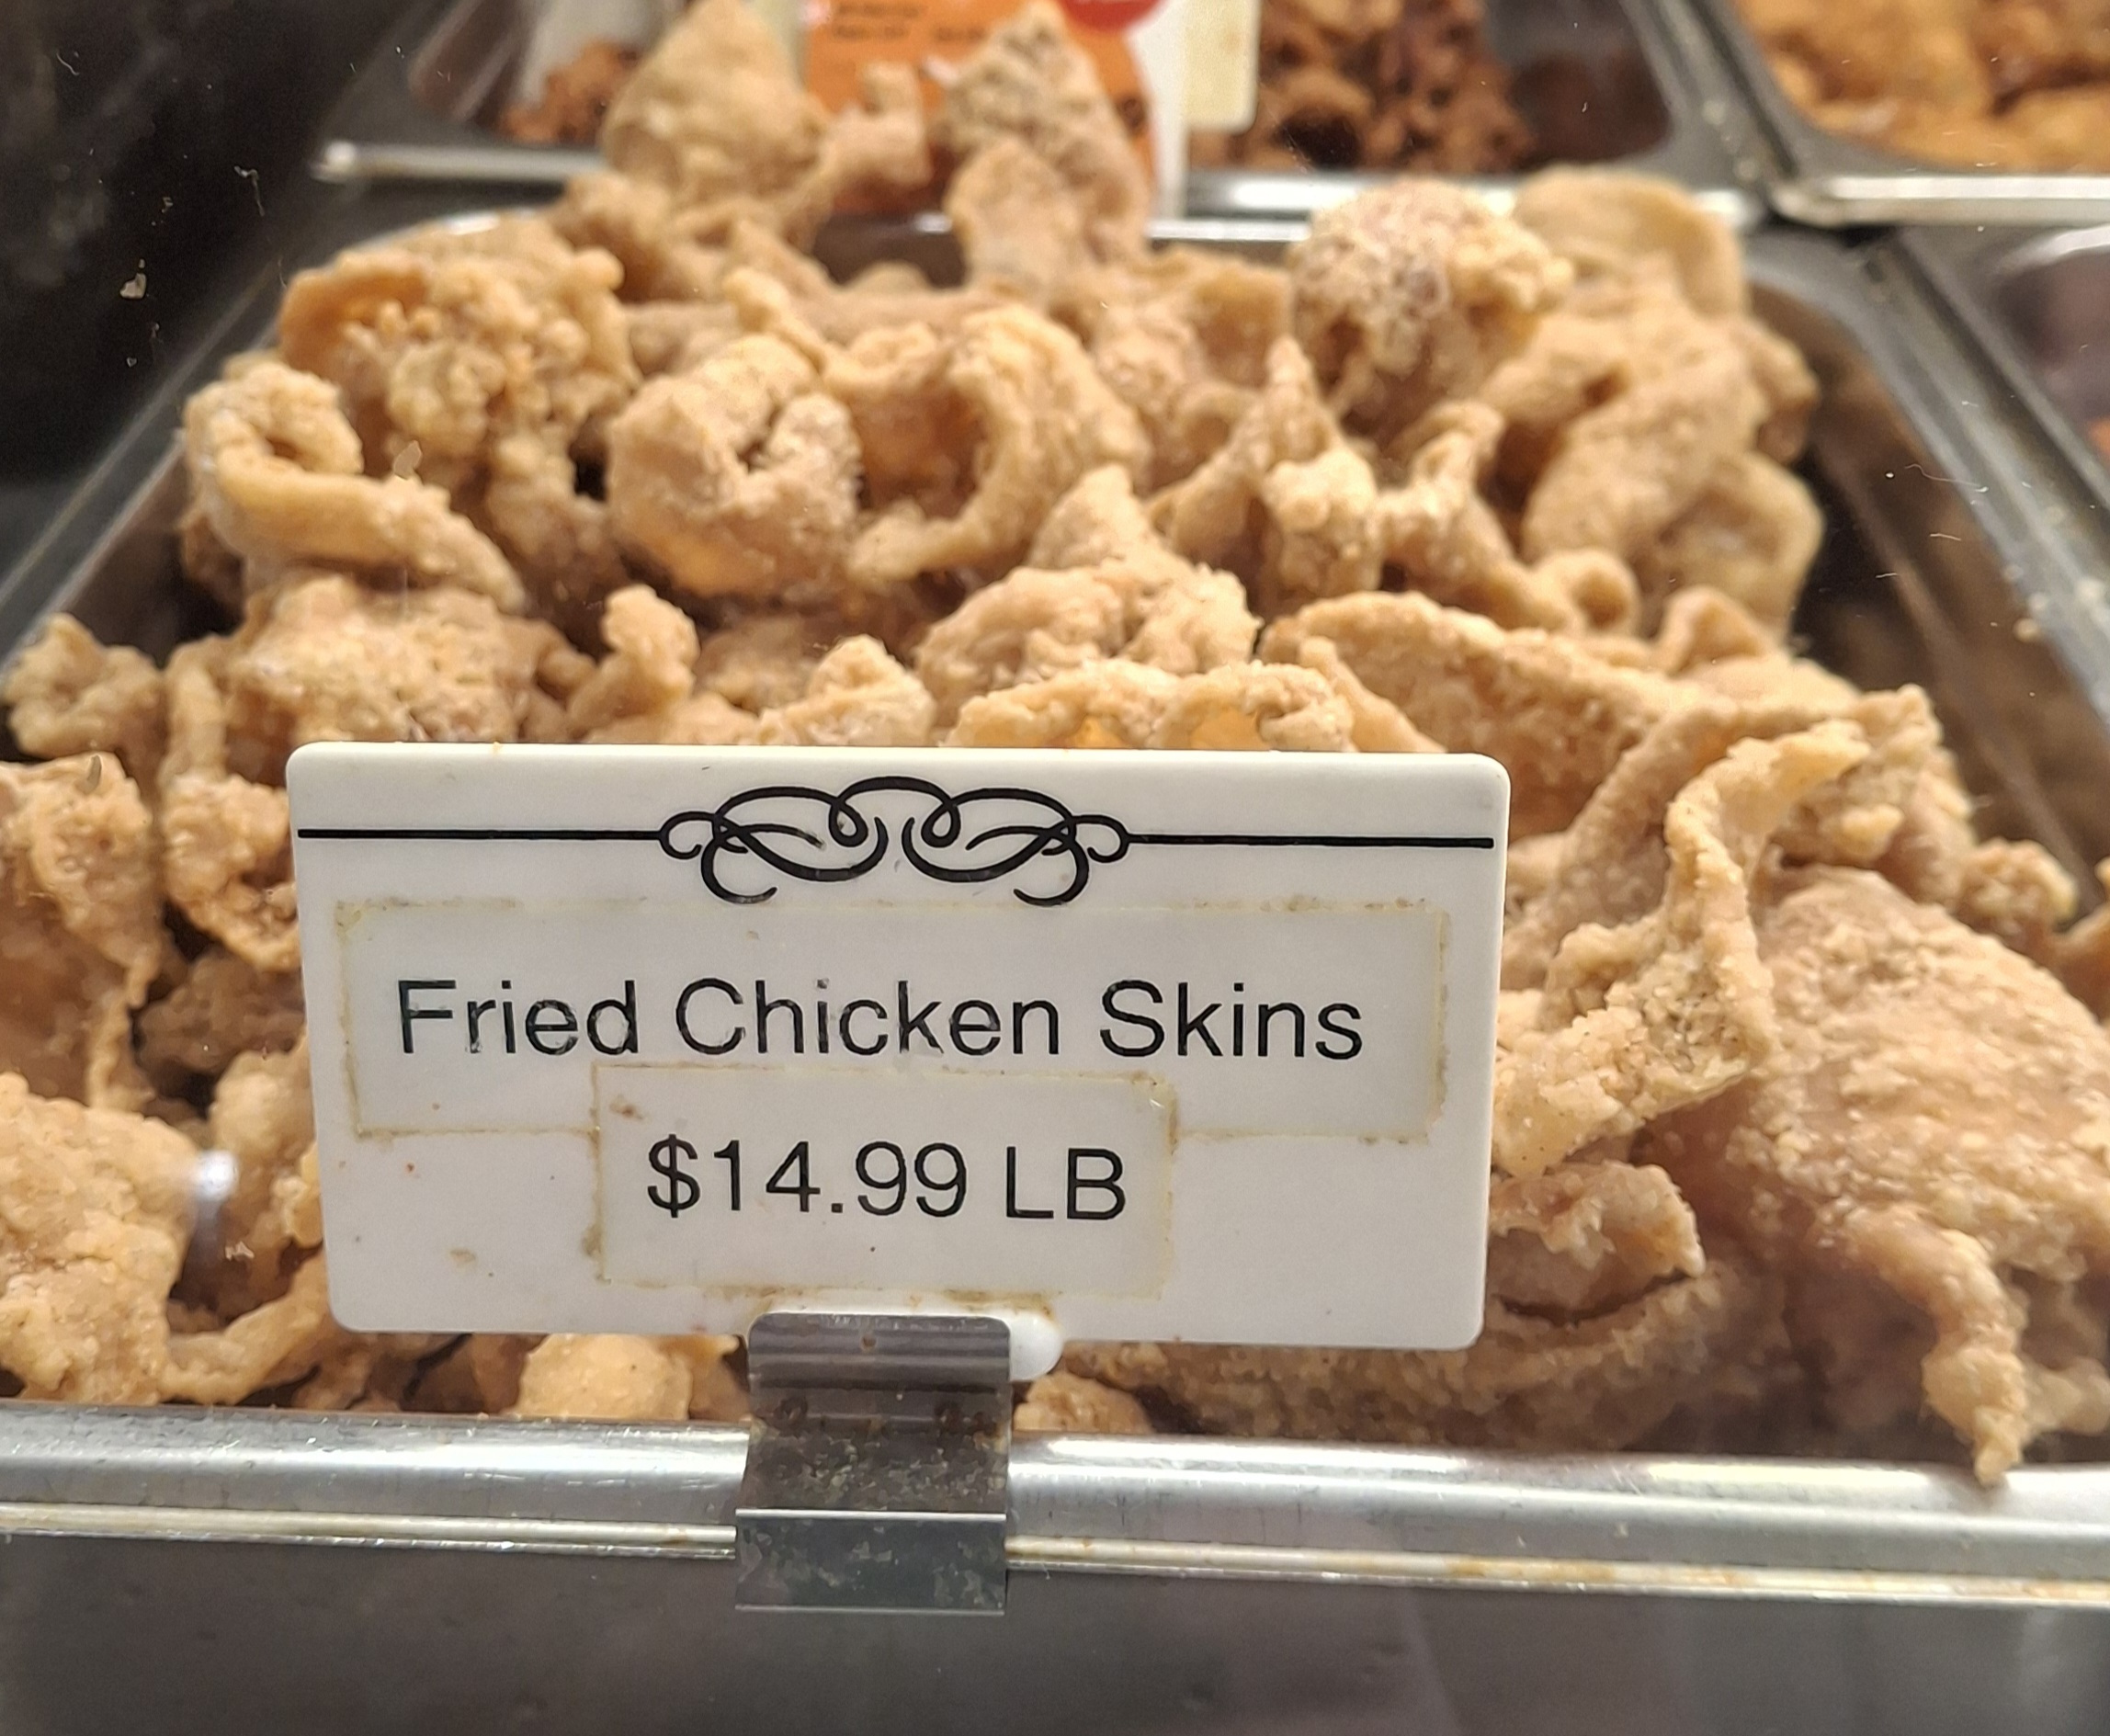 Fried Chicken Skins
$14.99 LB